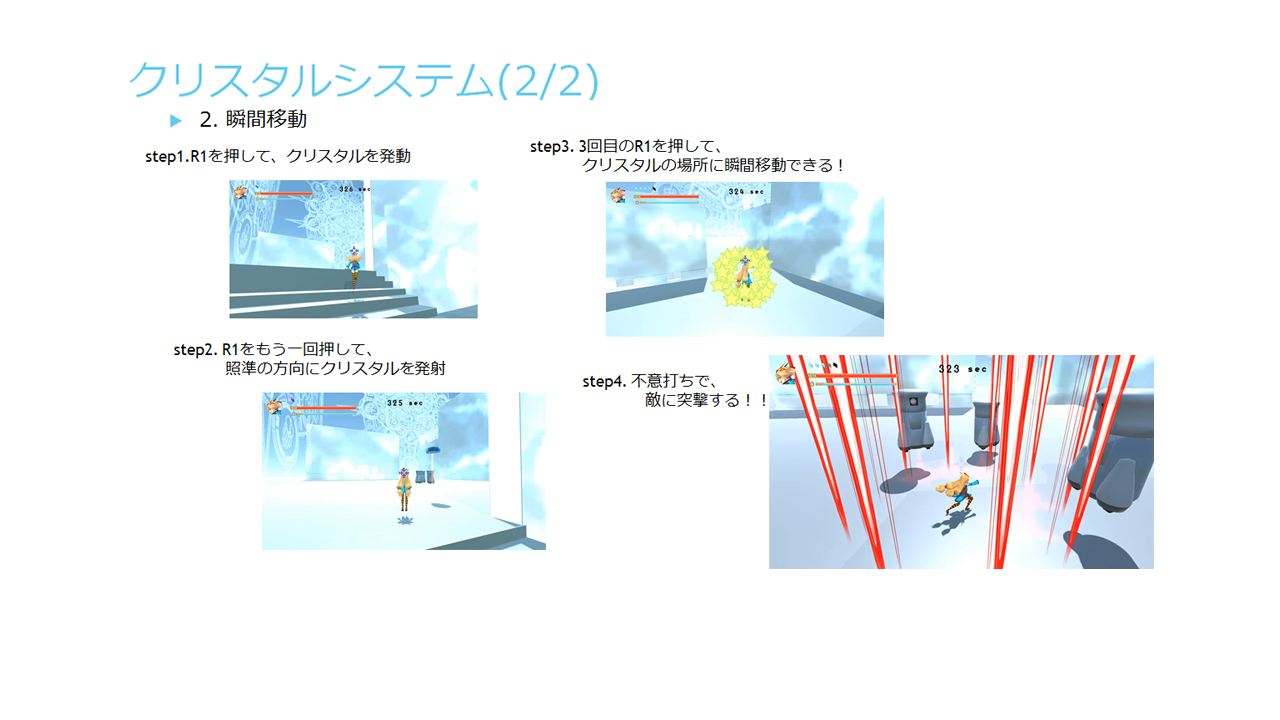 クリスタルシステム(2/2)
2. 瞬間移動
step1.R1を押して、クリスタルを発動
326 sec
step2. R1をもう一回押して、
照準の方向にクリスタルを発射
325 sec
step3. 3回目のR1を押して、
クリスタルの場所に瞬間移動できる！
324 sec
step4. 不意打ちで、
敵に突撃する！！
323 sec